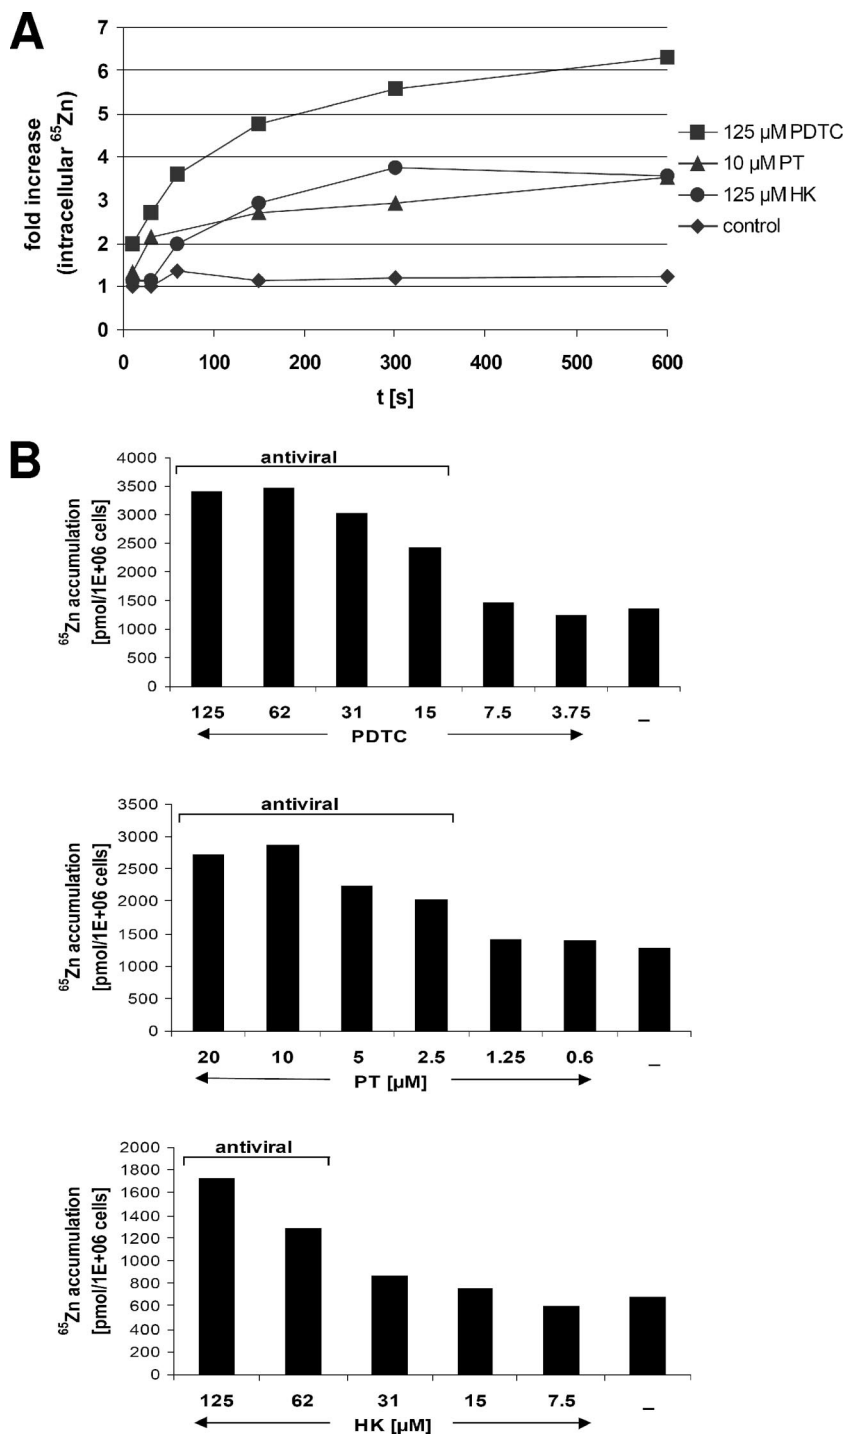 A
fold increase
(intracellular ⁶⁵Zn)
7
6
5
4
3
2
1
0
0 100 200 300 400 500 600
t [s]
125 µM PDTC
10 µM PT
125 µM HK
control
B
⁶⁵Zn accumulation
[pmol/1E+06 cells]
antiviral
4000
3500
3000
2500
2000
1500
1000
500
0
125 62 31 15 7.5 3.75 _
PDTC
⁶⁵Zn accumulation
[pmol/1E+06 cells]
antiviral
3500
3000
2500
2000
1500
1000
500
0
20 10 5 2.5 1.25 0.6 _
PT [µM]
⁶⁵Zn accumulation
[pmol/1E+06 cells]
antiviral
2000
1800
1600
1400
1200
1000
800
600
400
200
0
125 62 31 15 7.5 _
HK [µM]